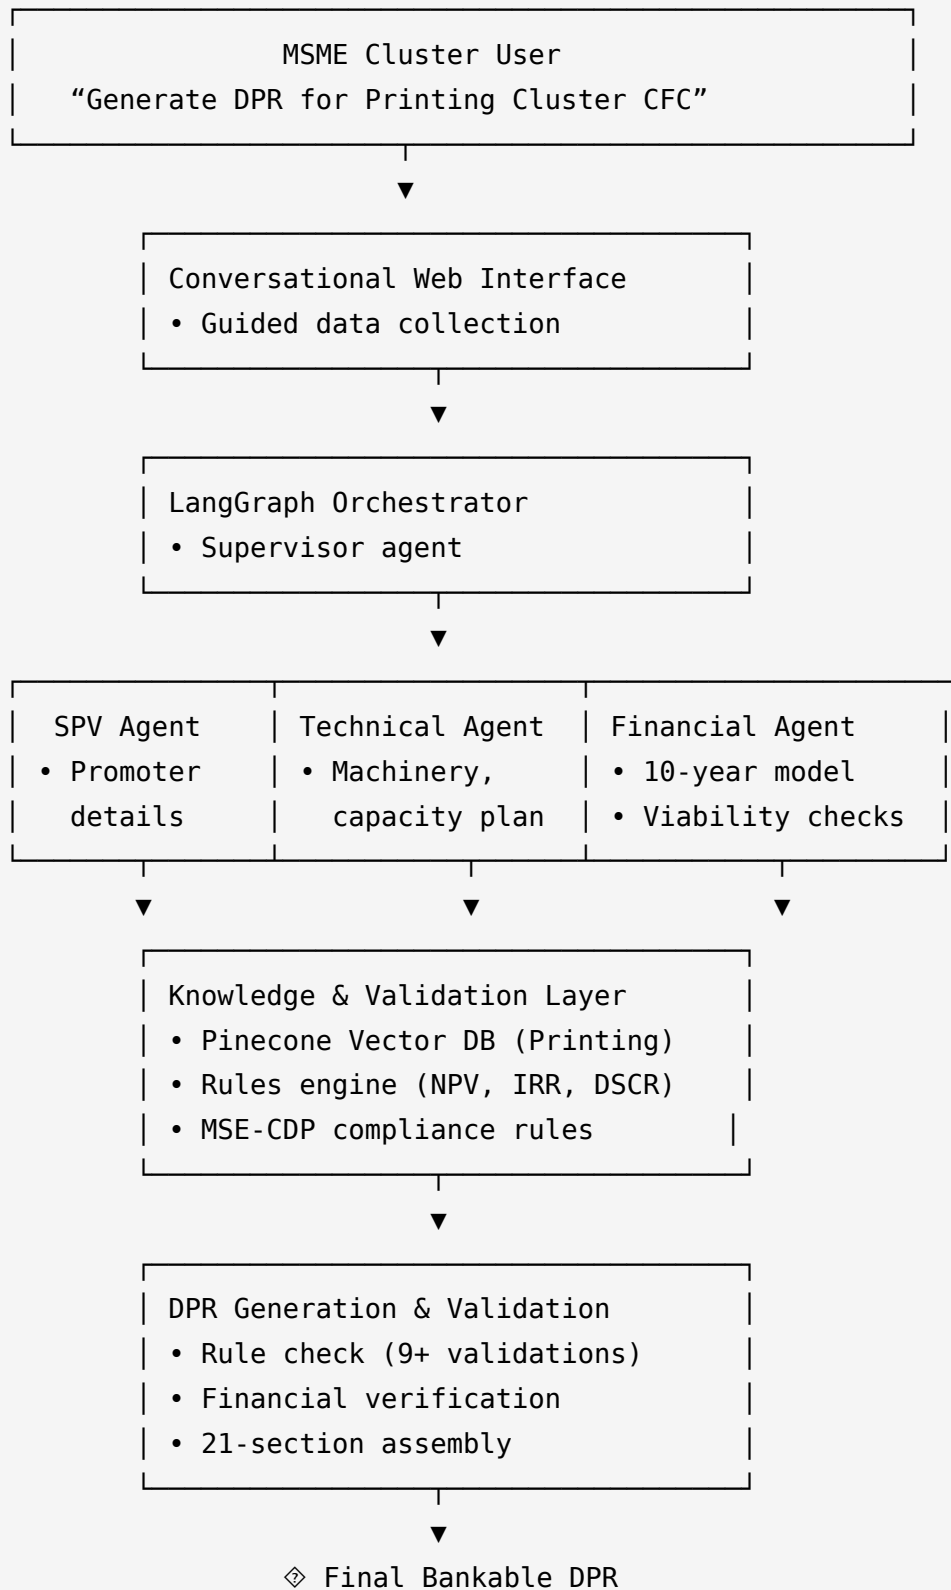 MSME Cluster User
“Generate DPR for Printing Cluster CFC”
Conversational Web Interface
• Guided data collection
LangGraph Orchestrator
• Supervisor agent
SPV Agent
• Promoter
details
Technical Agent
• Machinery,
capacity plan
Financial Agent
• 10-year model
• Viability checks
Knowledge & Validation Layer
• Pinecone Vector DB (Printing)
• Rules engine (NPV, IRR, DSCR)
• MSE-CDP compliance rules
DPR Generation & Validation
• Rule check (9+ validations)
• Financial verification
• 21-section assembly
Final Bankable DPR